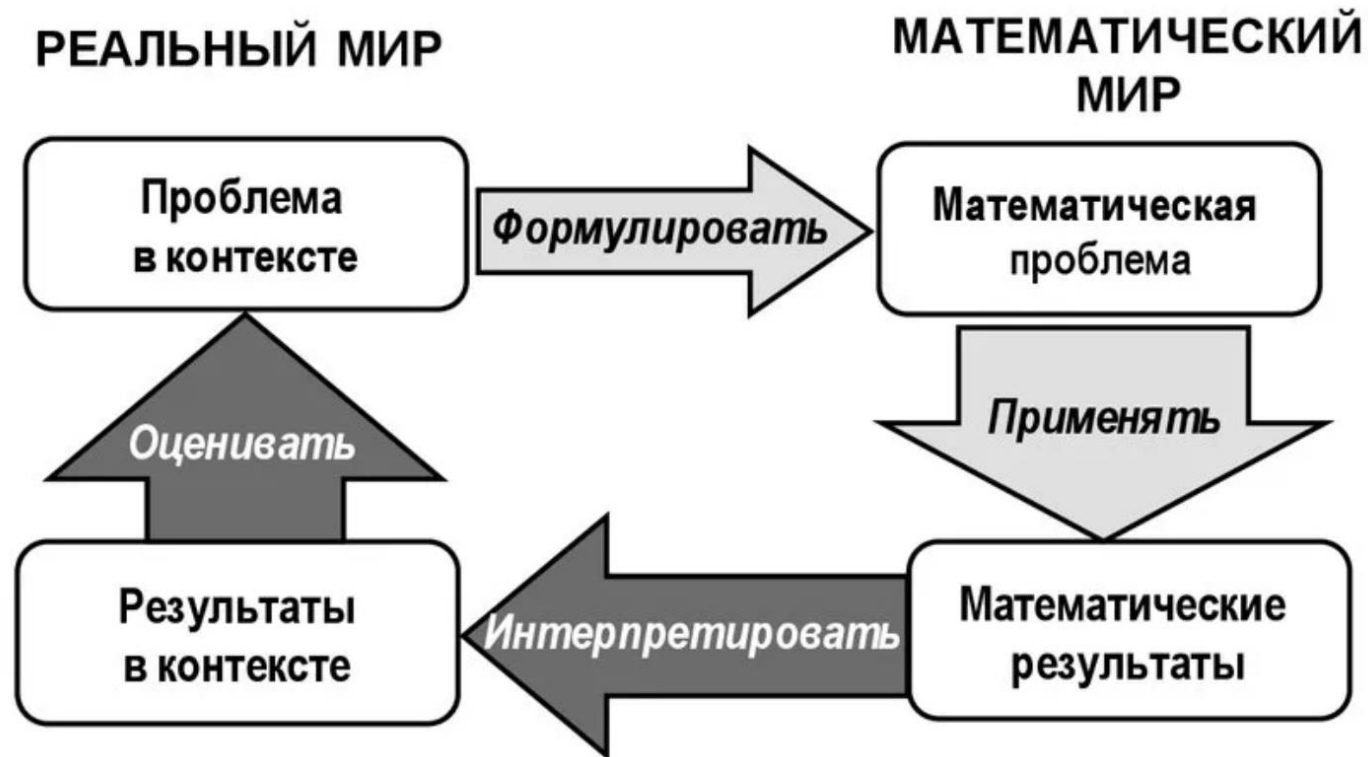 РЕАЛЬНЫЙ МИР
МАТЕМАТИЧЕСКИЙ
МИР
Проблема
в контексте
Формулировать
Математическая
проблема
Оценивать
Применять
Результаты
в контексте
Интерпретировать
Математические
результаты